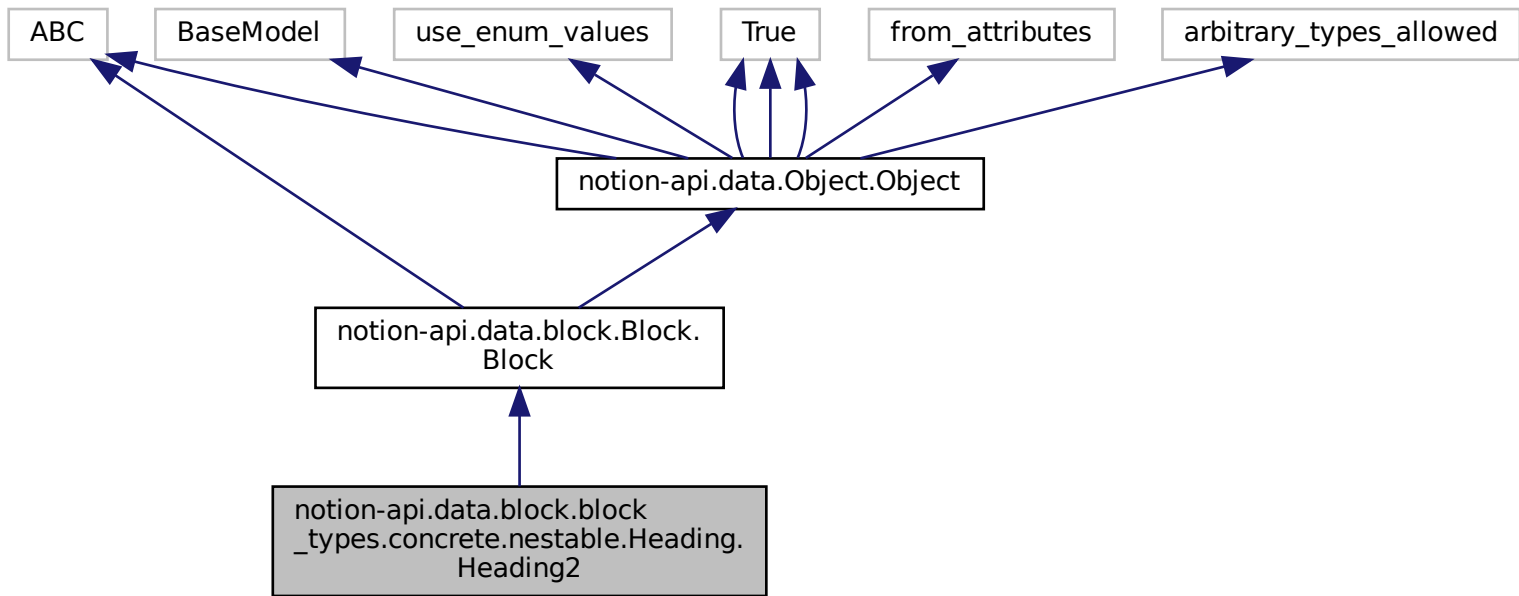 ABC
BaseModel
use_enum_values
True
from_attributes
arbitrary_types_allowed
notion-api.data.Object.Object
notion-api.data.block.Block.
Block
notion-api.data.block.block
_types.concrete.nestable.Heading.
Heading2